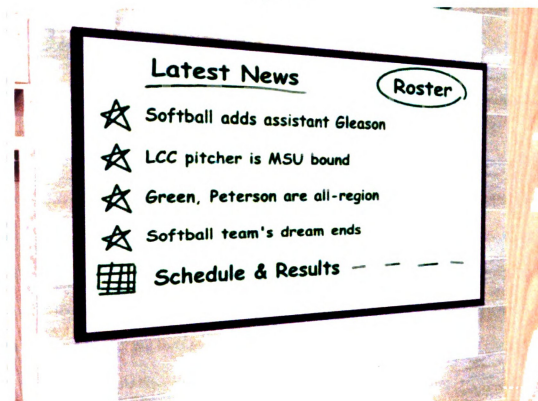 Latest News
Roster
Softball adds assistant Gleason
LCC pitcher is MSU bound
Green, Peterson are all-region
Softball team's dream ends
Schedule & Results